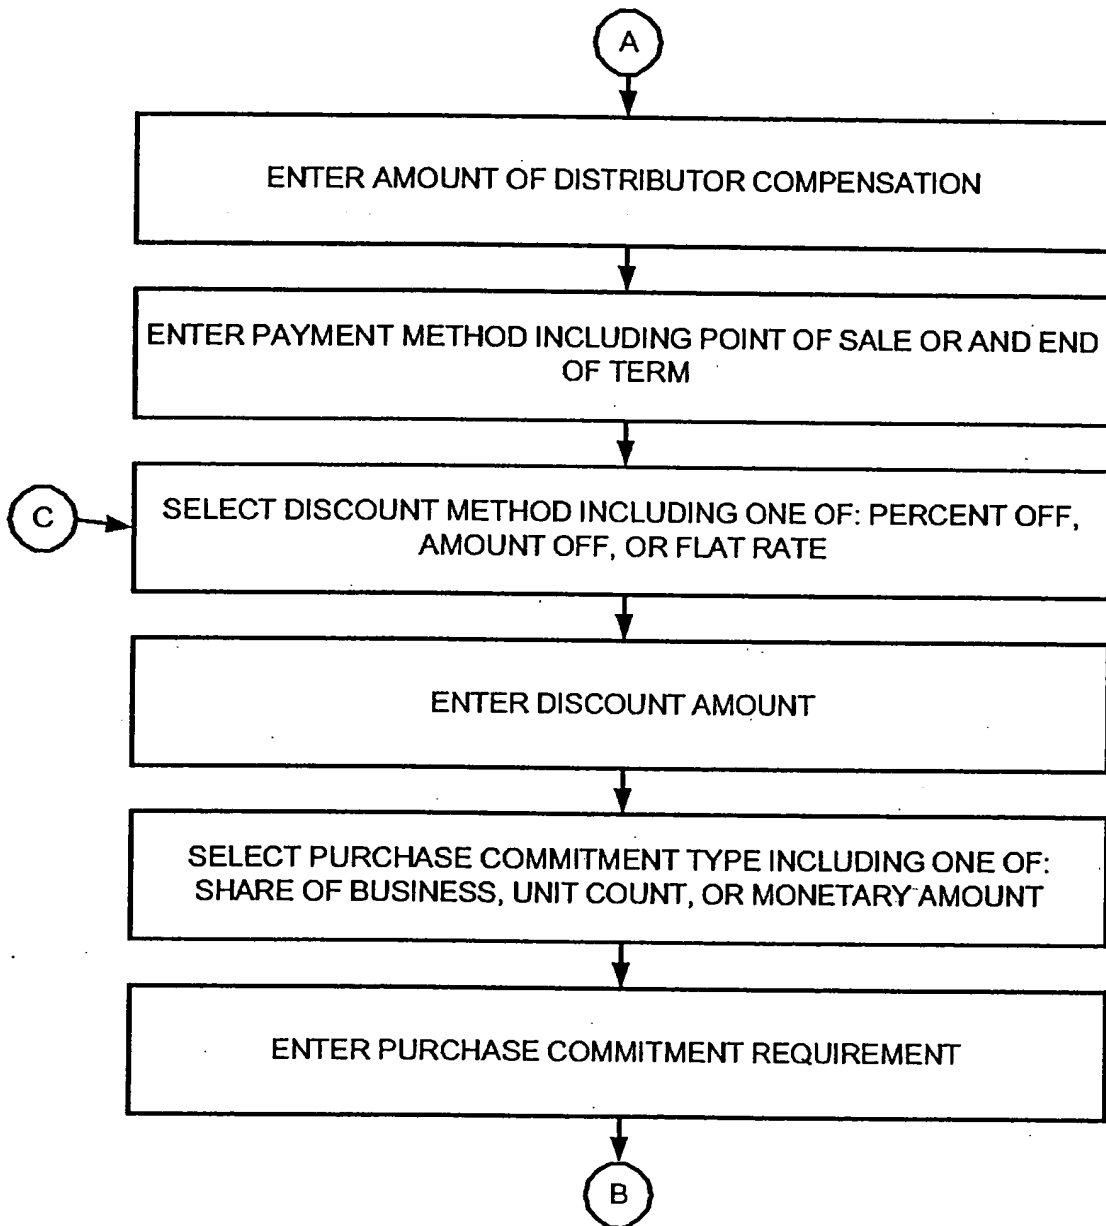 A
ENTER AMOUNT OF DISTRIBUTOR COMPENSATION
ENTER PAYMENT METHOD INCLUDING POINT OF SALE OR AND END
OF TERM
C
SELECT DISCOUNT METHOD INCLUDING ONE OF: PERCENT OFF,
AMOUNT OFF, OR FLAT RATE
ENTER DISCOUNT AMOUNT
SELECT PURCHASE COMMITMENT TYPE INCLUDING ONE OF:
SHARE OF BUSINESS, UNIT COUNT, OR MONETARY AMOUNT
ENTER PURCHASE COMMITMENT REQUIREMENT
B